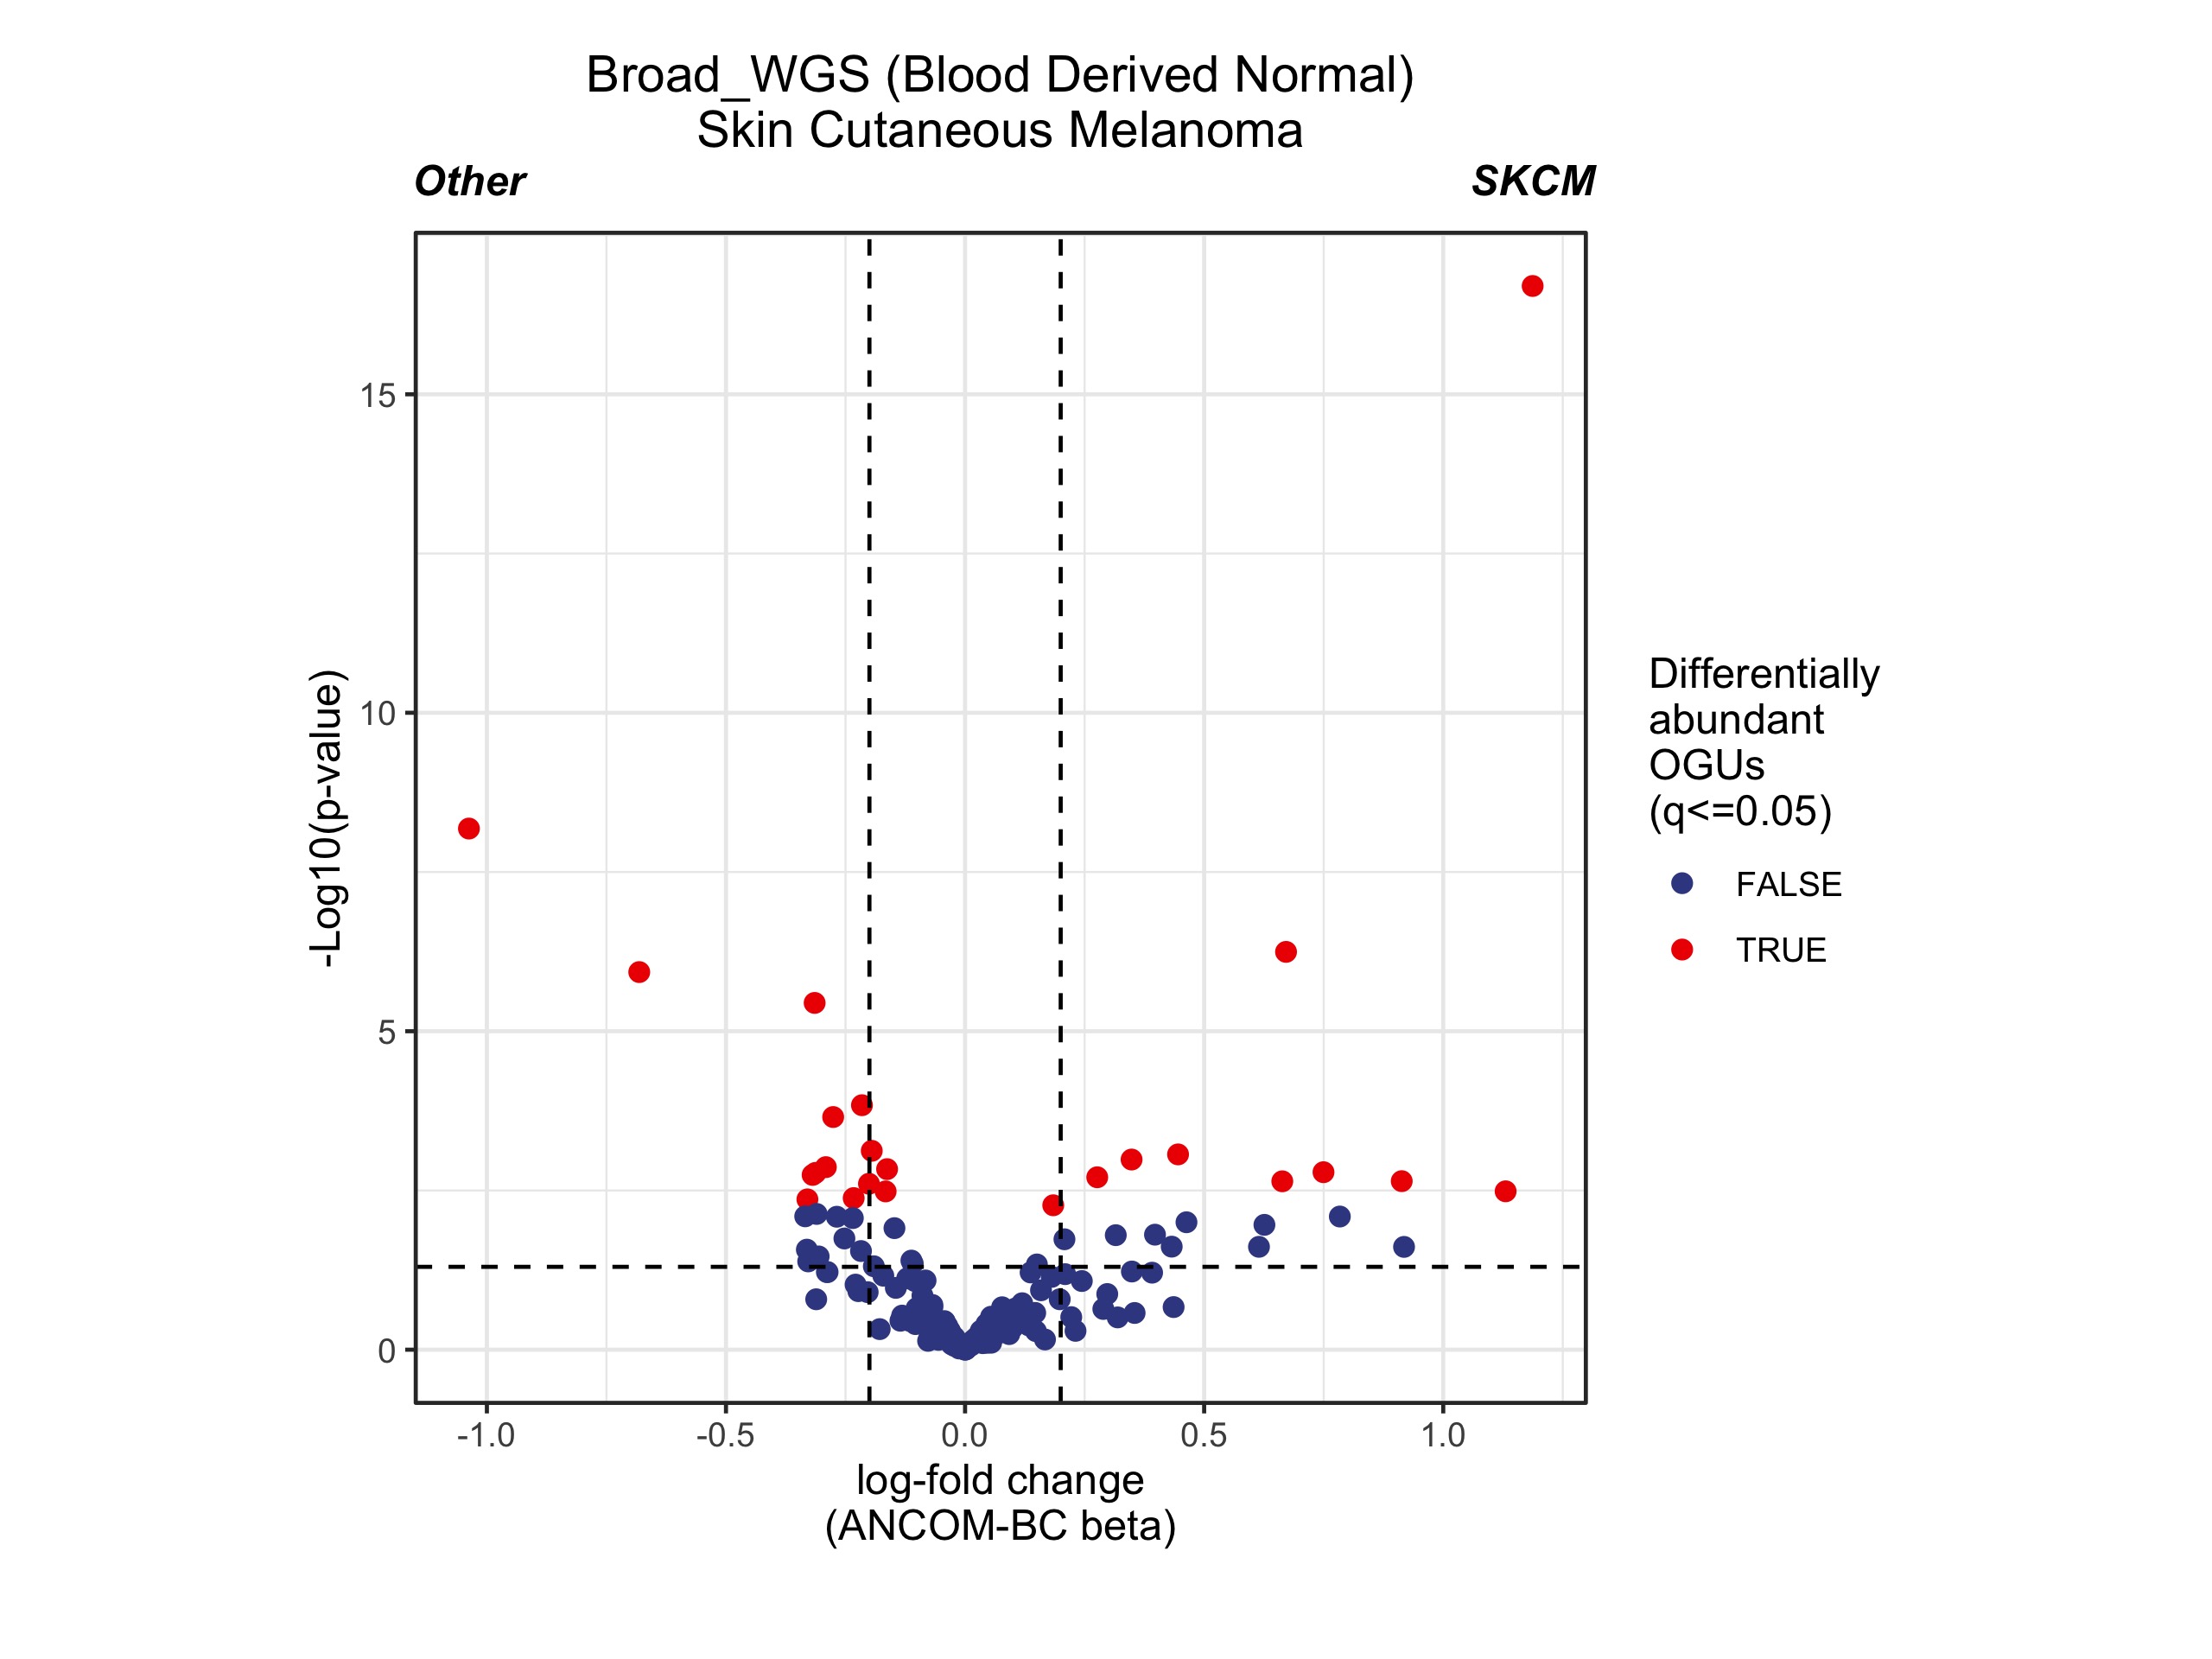 Broad_WGS (Blood Derived Normal)
Skin Cutaneous Melanoma
Other
SKCM
-Log10(p-value)
15
10
5
0
-1.0
-0.5
0.0
0.5
1.0
log-fold change
(ANCOM-BC beta)
Differentially
abundant
OGUs
(q<=0.05)
FALSE
TRUE